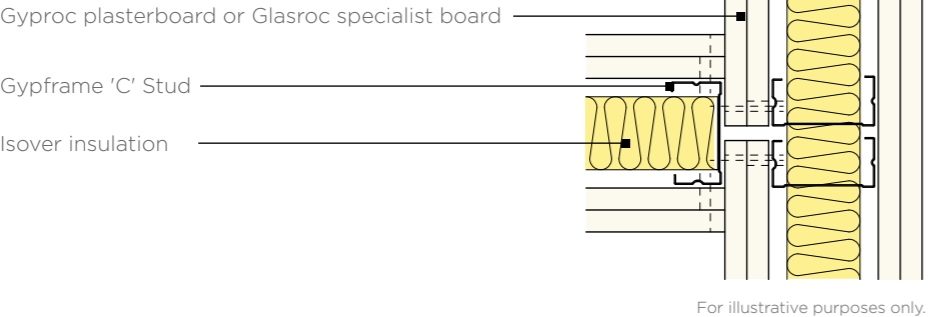 Gyproc plasterboard or Glasroc specialist board
Gypframe 'C' Stud
Isover insulation
For illustrative purposes only.